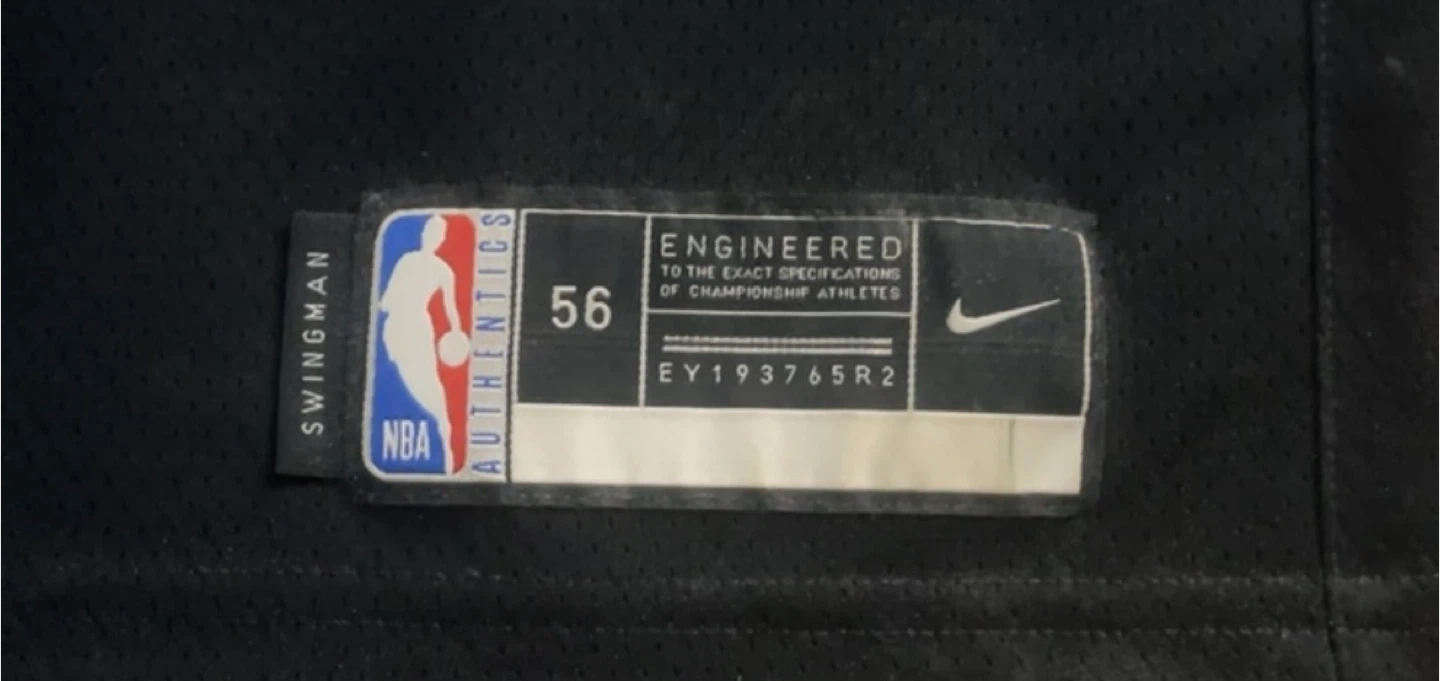 SWINGMAN
NBA
AUTHENTICS
56
ENGINEERED
TO THE EXACT SPECIFICATIONS
OF CHAMPIONSHIP ATHLETES
EY193765R2